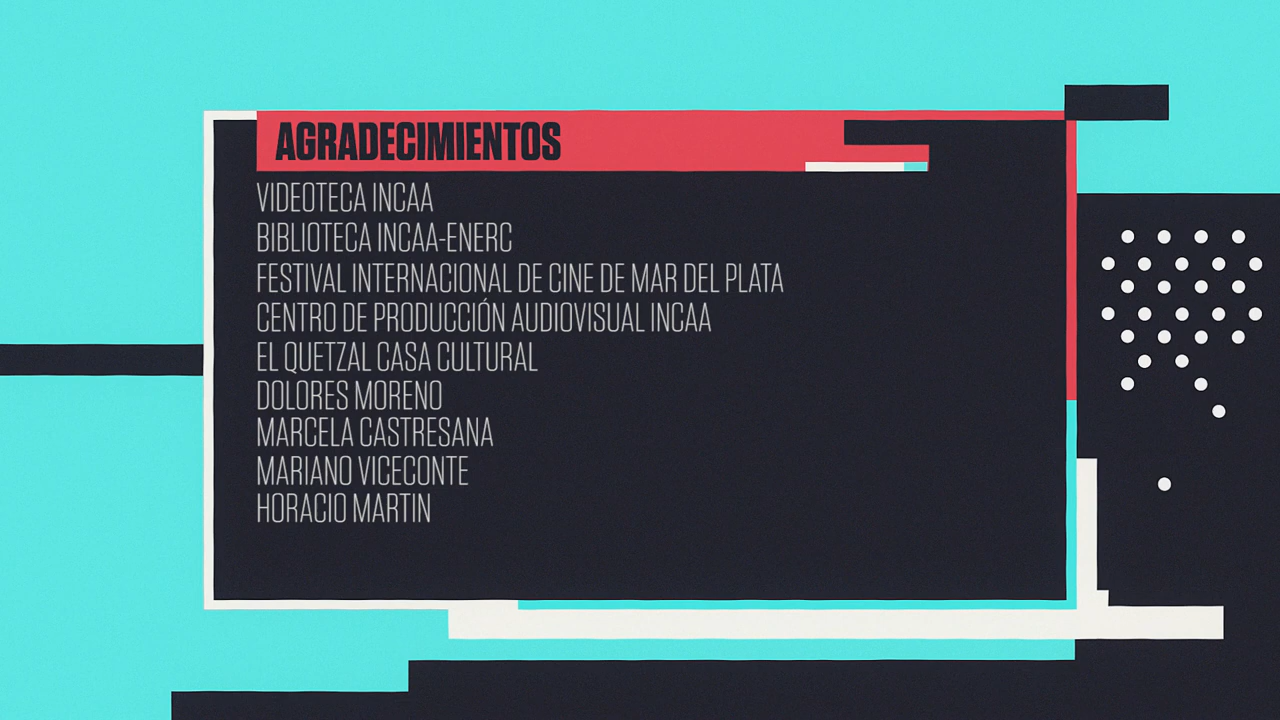 AGRADECIMIENTOS
VIDEOTECA INCAA
BIBLIOTECA INCAA-ENERC
FESTIVAL INTERNACIONAL DE CINE DE MAR DEL PLATA
CENTRO DE PRODUCCIÓN AUDIOVISUAL INCAA
EL QUETZAL CASA CULTURAL
DOLORES MORENO
MARCELA CASTRESANA
MARIANO VICECONTE
HORACIO MARTIN